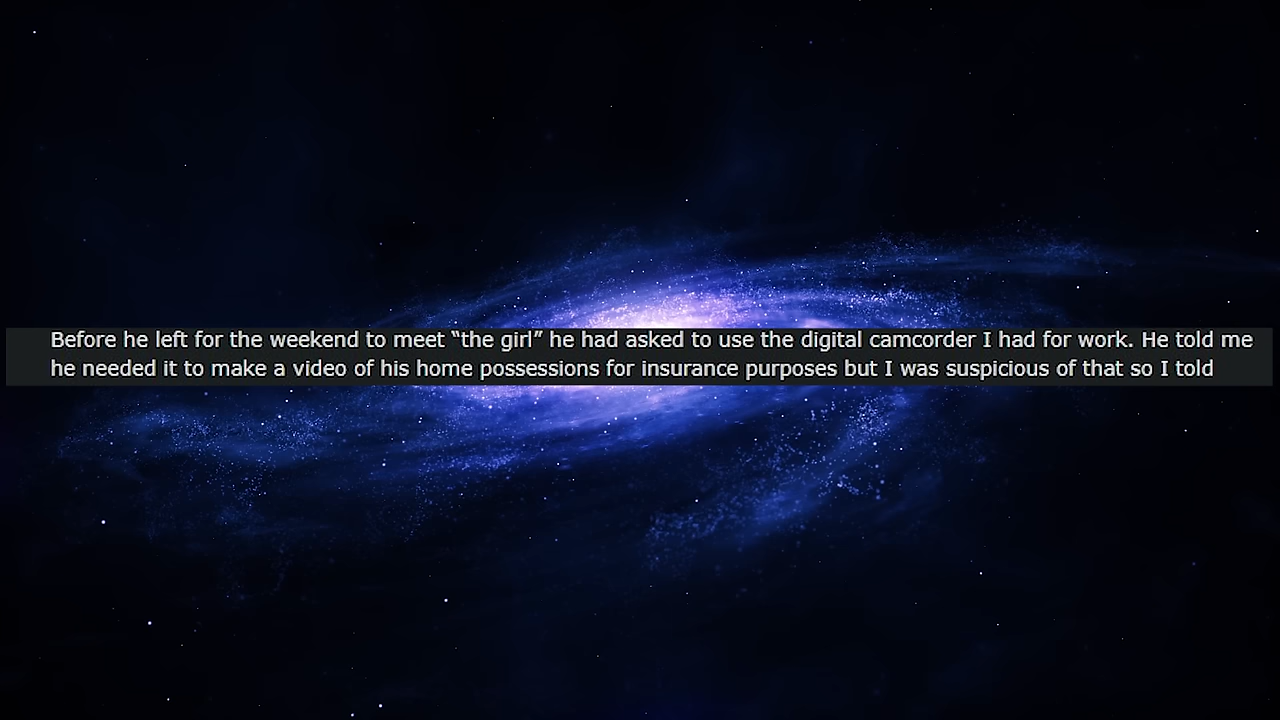 Before he left for the weekend to meet “the girl” he had asked to use the digital camcorder I had for work. He told me
he needed it to make a video of his home possessions for insurance purposes but I was suspicious of that so I told